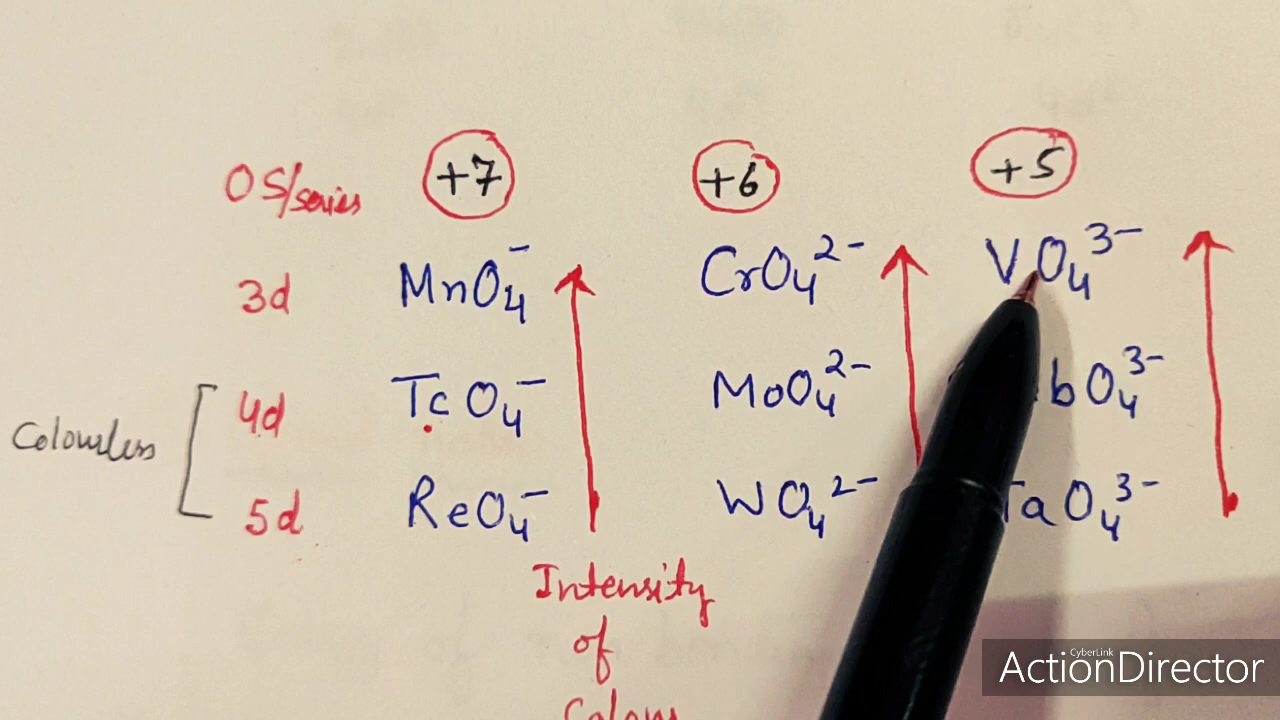 OS/series +7 +6 +5
3d MnO₄⁻ CrO₄²⁻ VO₄³⁻
4d TcO₄⁻ MoO₄²⁻ bO₄³⁻
Colourless
5d ReO₄⁻ WO₄²⁻ TaO₄³⁻
Intensity
of
Colour
CyberLink
ActionDirector